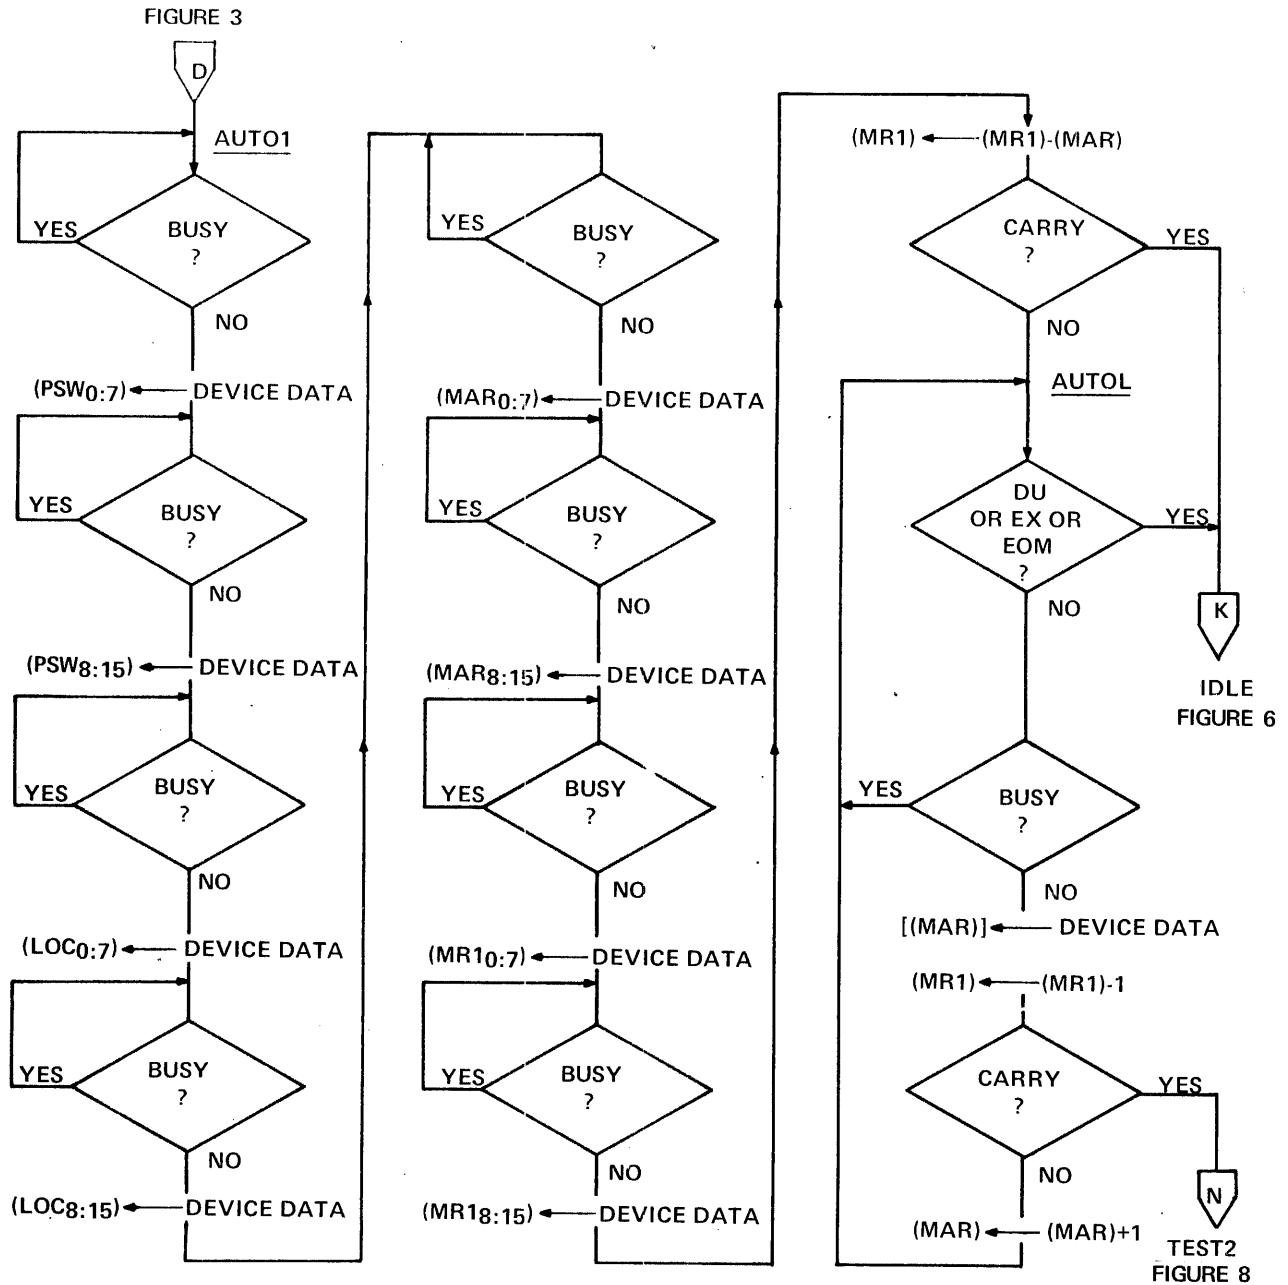 FIGURE 3
D
AUTO1
BUSY
?
YES
NO
(PSW0:7) DEVICE DATA
BUSY
?
YES
NO
(PSW8:15) DEVICE DATA
BUSY
?
YES
NO
(LOC0:7) DEVICE DATA
BUSY
?
YES
NO
(LOC8:15) DEVICE DATA
BUSY
?
YES
NO
(MAR0:7) DEVICE DATA
BUSY
?
YES
NO
(MAR8:15) DEVICE DATA
BUSY
?
YES
NO
(MR10:7) DEVICE DATA
BUSY
?
YES
NO
(MR18:15) DEVICE DATA
(MR1) (MR1)-(MAR)
CARRY
?
YES
NO
AUTOL
DU
OR EX OR
EOM
?
YES
NO
K
IDLE
FIGURE 6
BUSY
?
YES
NO
[(MAR)] DEVICE DATA
(MR1) (MR1)-1
CARRY
?
YES
NO
N
TEST2
FIGURE 8
(MAR) (MAR)+1